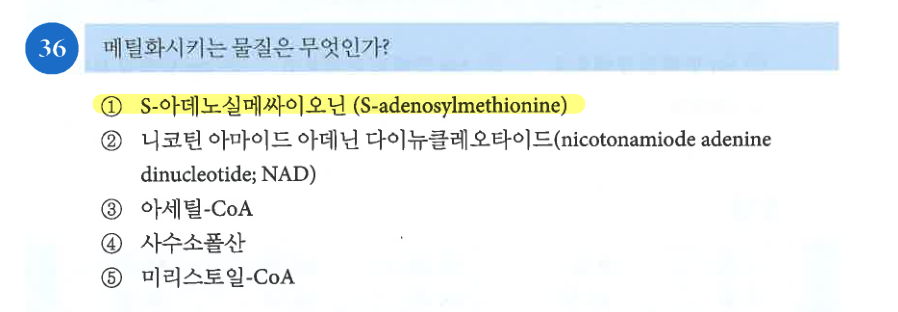 36 메틸화시키는 물질은 무엇인가?
① S-아데노실메싸이오닌 (S-adenosylmethionine)
② 니코틴 아마이드 아데닌 다이뉴클레오타이드(nicotonamiode adenine
dinucleotide; NAD)
③ 아세틸-CoA
④ 사수소폴산
⑤ 미리스토일-CoA